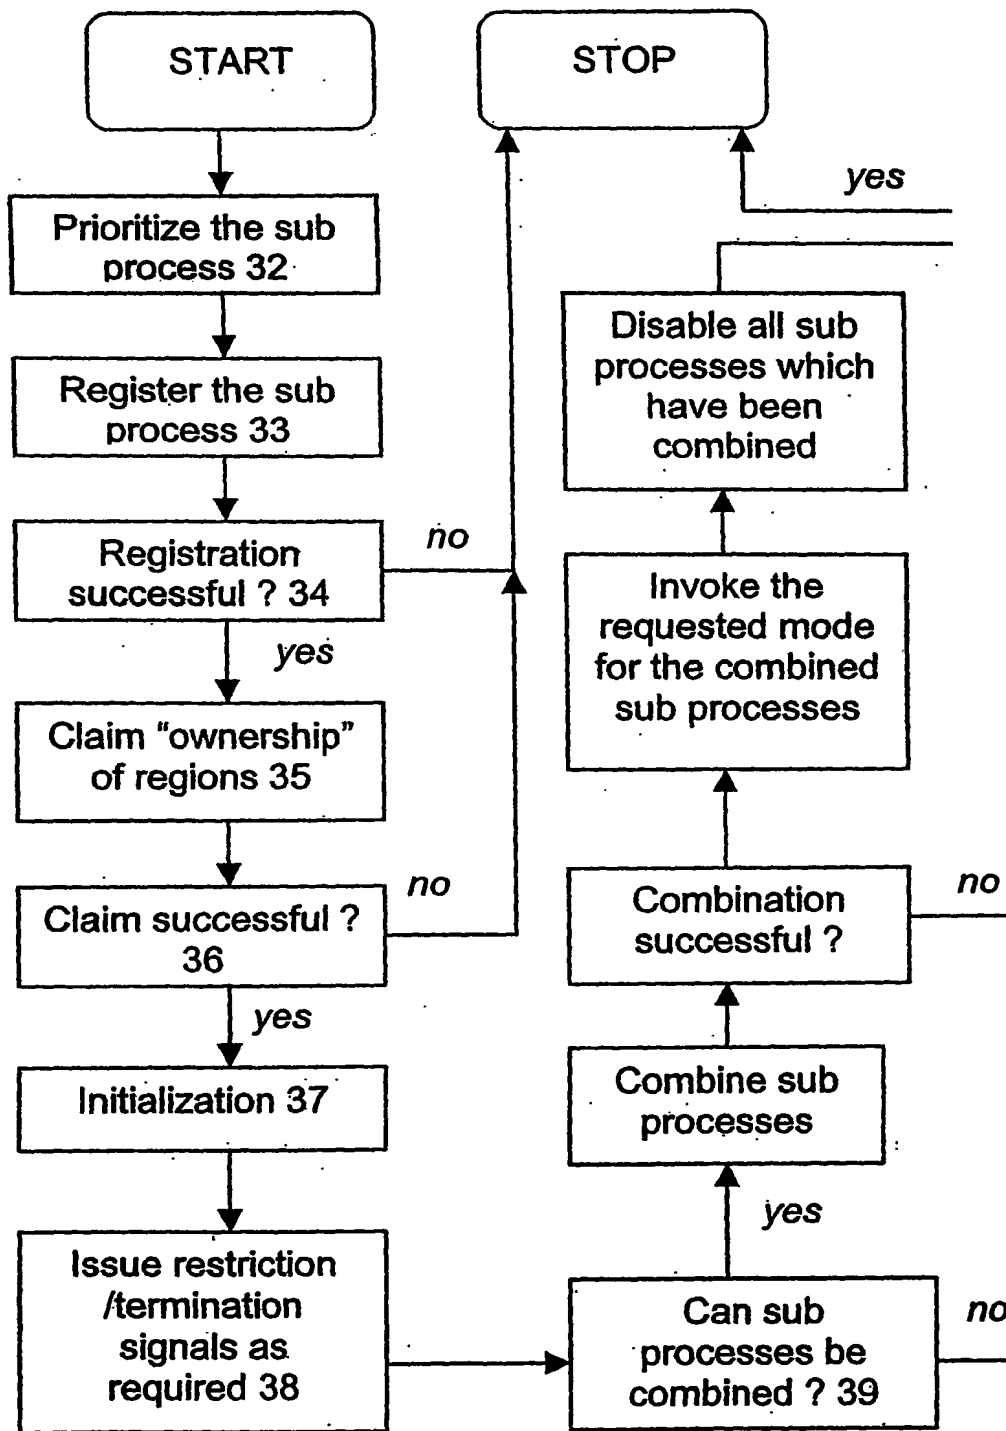 START
Prioritize the sub
process 32
Register the sub
process 33
Registration
successful ? 34
no
yes
Claim “ownership”
of regions 35
Claim successful ?
36
no
yes
Initialization 37
Issue restriction
/termination
signals as
required 38
STOP
yes
Disable all sub
processes which
have been
combined
Invoke the
requested mode
for the combined
sub processes
Combination
successful ?
no
Combine sub
processes
yes
Can sub
processes be
combined ? 39
no